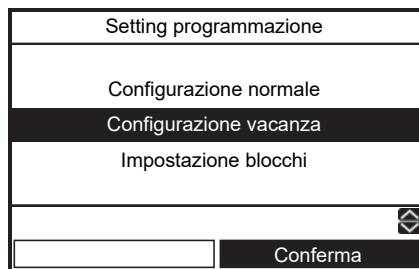 Setting programmazione
Configurazione normale
Configurazione vacanza
Impostazione blocchi
Conferma